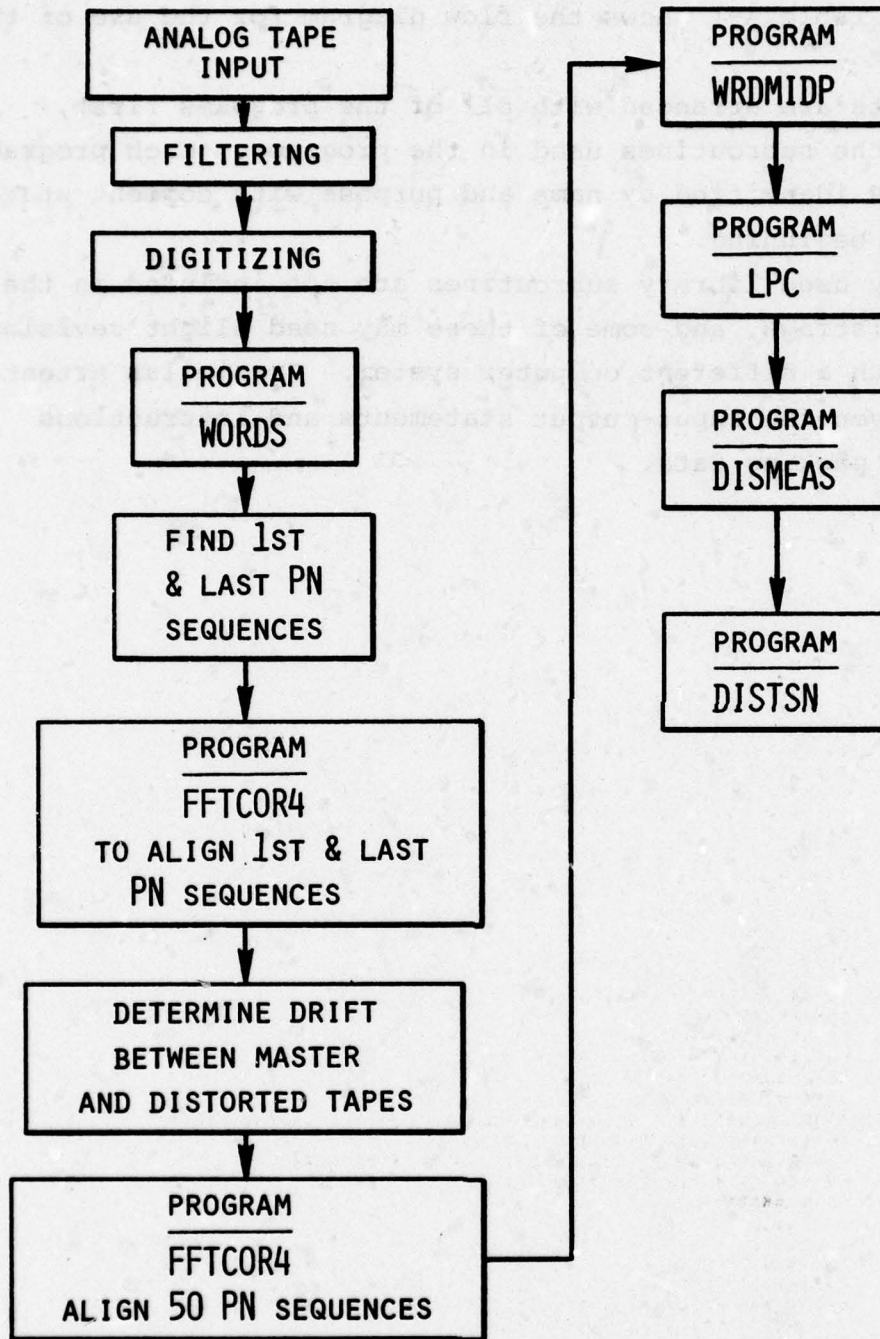 ANALOG TAPE
INPUT
FILTERING
DIGITIZING
PROGRAM
WORDS
FIND 1ST
& LAST PN
SEQUENCES
PROGRAM
FFTCOR4
TO ALIGN 1ST & LAST
PN SEQUENCES
DETERMINE DRIFT
BETWEEN MASTER
AND DISTORTED TAPES
PROGRAM
FFTCOR4
ALIGN 50 PN SEQUENCES
PROGRAM
WRDMIDP
PROGRAM
LPC
PROGRAM
DISMEAS
PROGRAM
DISTSN